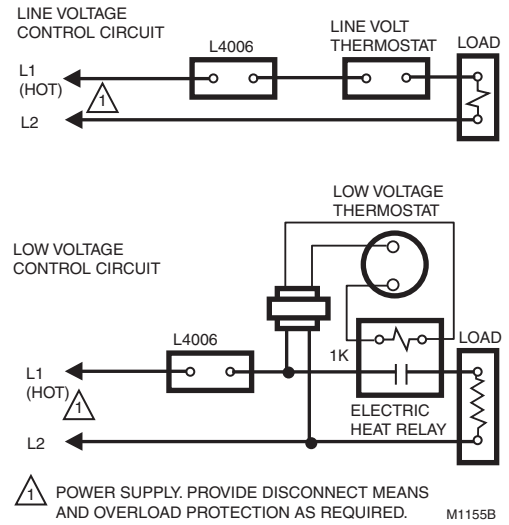 LINE VOLTAGE
CONTROL CIRCUIT
L4006
LINE VOLT
THERMOSTAT
LOAD
L1
(HOT)
1
L2
LOW VOLTAGE
THERMOSTAT
LOW VOLTAGE
CONTROL CIRCUIT
L4006
1K
LOAD
L1
(HOT)
1
ELECTRIC
HEAT RELAY
L2
1 POWER SUPPLY. PROVIDE DISCONNECT MEANS
AND OVERLOAD PROTECTION AS REQUIRED. M1155B